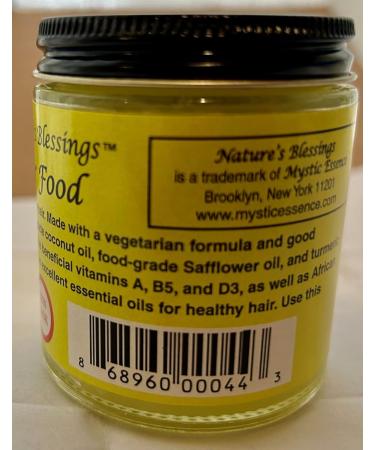 Blessings™
Food
Nature's Blessings
is a trademark of Mystic Essence
Brooklyn, New York 11201
www.mysticessence.com
Made with a vegetarian formula and good
coconut oil, food-grade Safflower oil, and turmeric
beneficial vitamins A, B5, and D3, as well as African
excellent essential oils for healthy hair. Use this
8 68960 00044 3